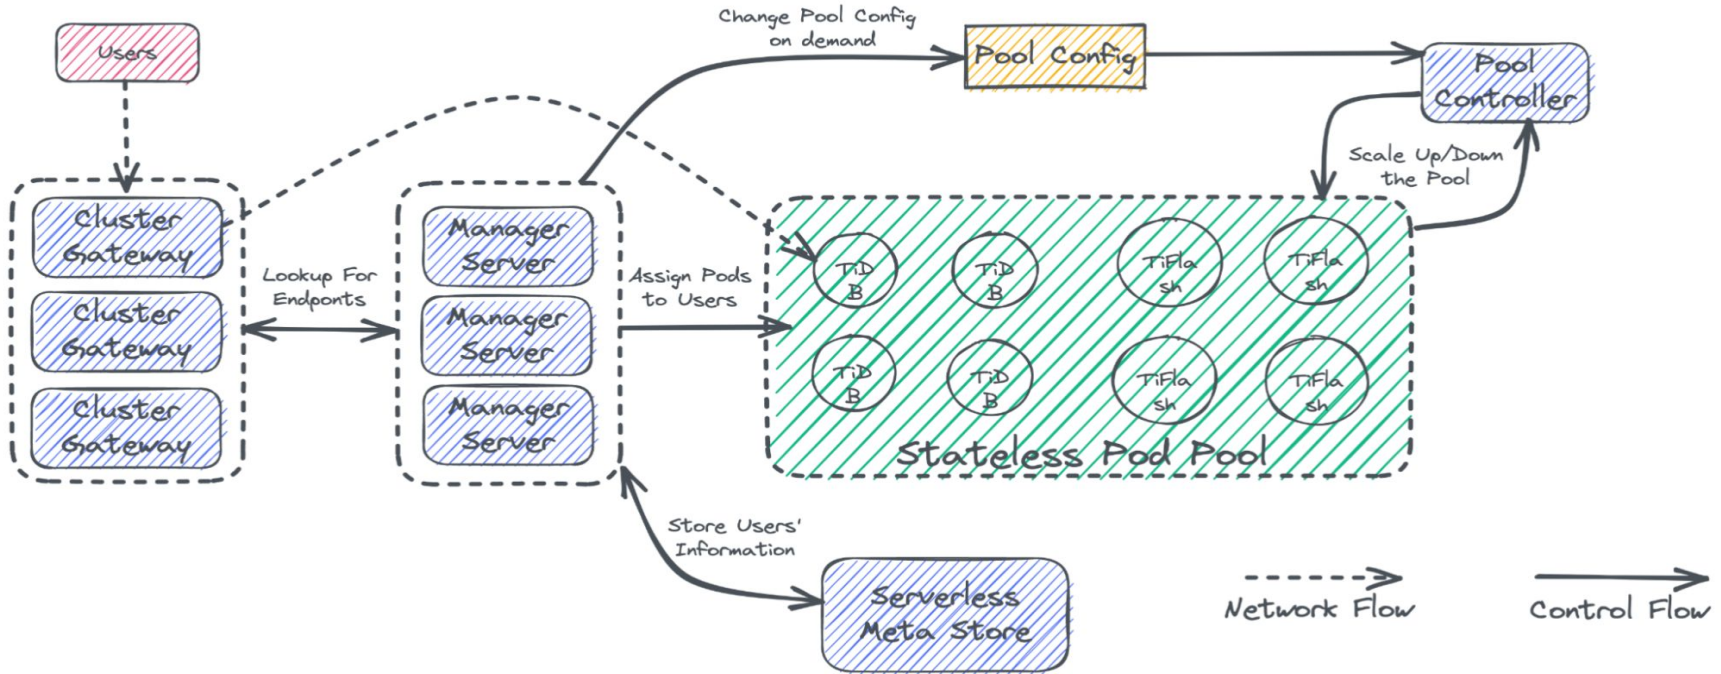 Users
Change Pool Config
on demand
Pool Config
Pool
Controller
Scale Up/Down
the Pool
Cluster
Gateway
Cluster
Gateway
Cluster
Gateway
Lookup For
Endponts
Manager
Server
Manager
Server
Manager
Server
Assign Pods
to Users
TiD
B
TiD
B
TiFla
sh
TiFla
sh
TiD
B
TiD
B
TiFla
sh
TiFla
sh
Stateless Pod Pool
Store Users'
Information
Serverless
Meta Store
Network Flow
Control Flow